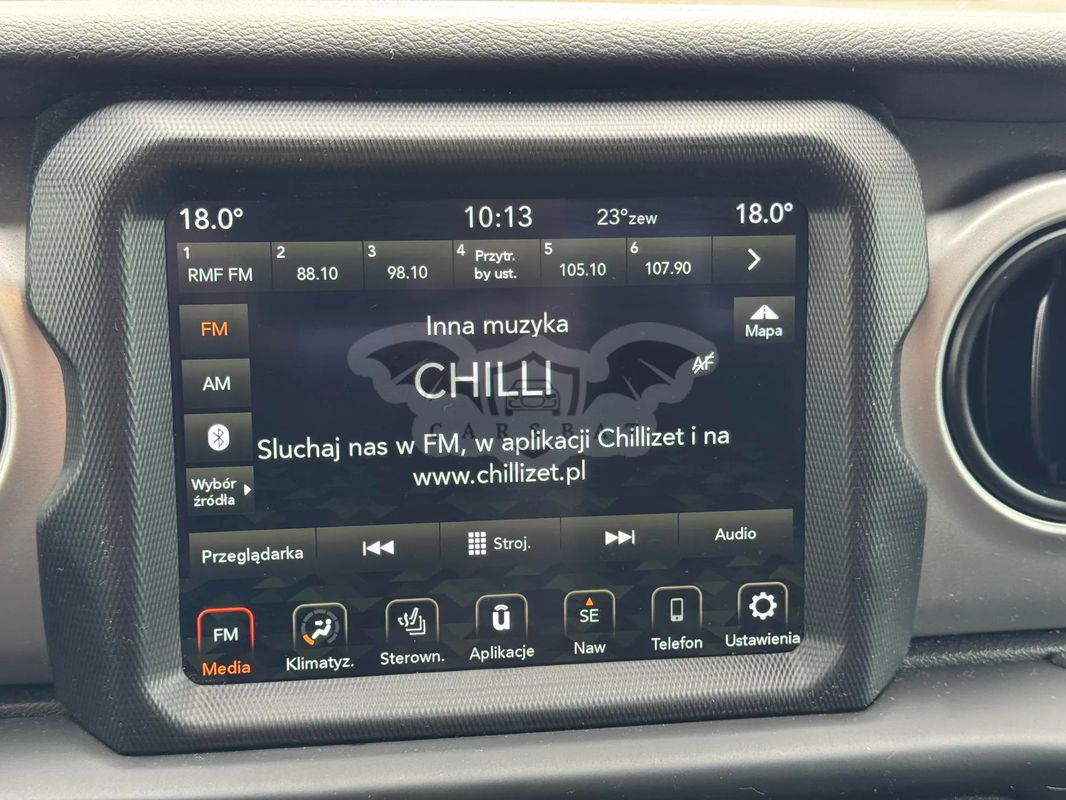 18.0°
10:13
23°zew
18.0°
1 RMF FM
2 88.10
3 98.10
4 Przytr. by ust.
5 105.10
6 107.90
FM
Inna muzyka
Mapa
AM
CHILLI
AF
CARSBAT
Sluchaj nas w FM, w aplikacji Chillizet i na
www.chillizet.pl
Wybór
źródła
Przeglądarka
Stroj.
Audio
FM
Media
Klimatyz.
Sterown.
û
Aplikacje
SE
Naw
Telefon
Ustawienia